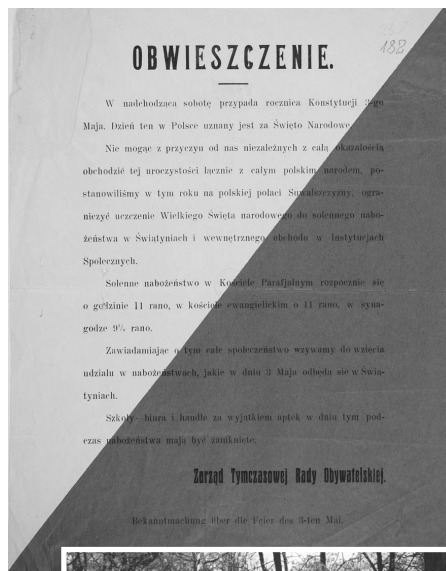 182
OBWIESZCZENIE.
W nadchodzącą sobotę przypada rocznica Konstytucji 3-go
Maja. Dzień ten w Polsce uznany jest za Święto Narodowe.
Nie mogąc z przyczyn od nas niezależnych z całą okazałością
obchodzić tej uroczystości łącznie z całym polskim narodem, po-
stanowiliśmy w tym roku na polskiej połaci Suwalszczyzny, ogra-
niczyć uczczenie Wielkiego Święta narodowego do solennego nabo-
żeństwa w Świątyniach i wewnętrznego obchodu w Instytucjach
Społecznych.
Solenne nabożeństwo w Kościele Parafjalnym rozpocznie się
o godzinie 11 rano, w kościele ewangielickim o 11 rano, w syna-
godze 9½ rano.
Zawiadamiając o tym całe społeczeństwo wzywamy do wzięcia
udziału w nabożeństwach, jakie w dniu 3 Maja odbędą się w Świą-
tyniach.
Szkoły—biura i handle za wyjątkiem aptek w dniu tym pod-
czas nabożeństwa mają być zamknięte.
Zarząd Tymczasowej Rady Obywatelskiej.
Bekanntmachung über die Feier des 3-ten Mai.